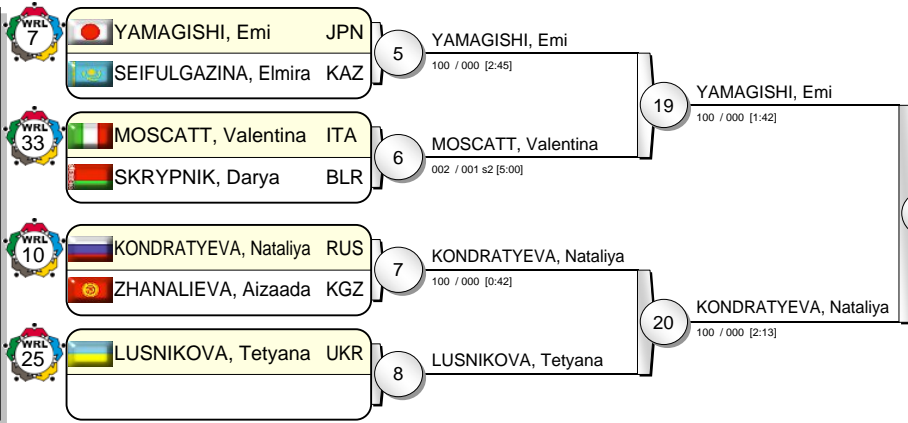 WRL
7
YAMAGISHI, Emi JPN
SEIFULGAZINA, Elmira KAZ
5
YAMAGISHI, Emi
100 / 000 [2:45]
19
YAMAGISHI, Emi
100 / 000 [1:42]
WRL
33
MOSCATT, Valentina ITA
SKRYPNIK, Darya BLR
6
MOSCATT, Valentina
002 / 001 s2 [5:00]
WRL
10
KONDRATYEVA, Nataliya RUS
ZHANALIEVA, Aizaada KGZ
7
KONDRATYEVA, Nataliya
100 / 000 [0:42]
20
KONDRATYEVA, Nataliya
100 / 000 [2:13]
WRL
25
LUSNIKOVA, Tetyana UKR
8
LUSNIKOVA, Tetyana